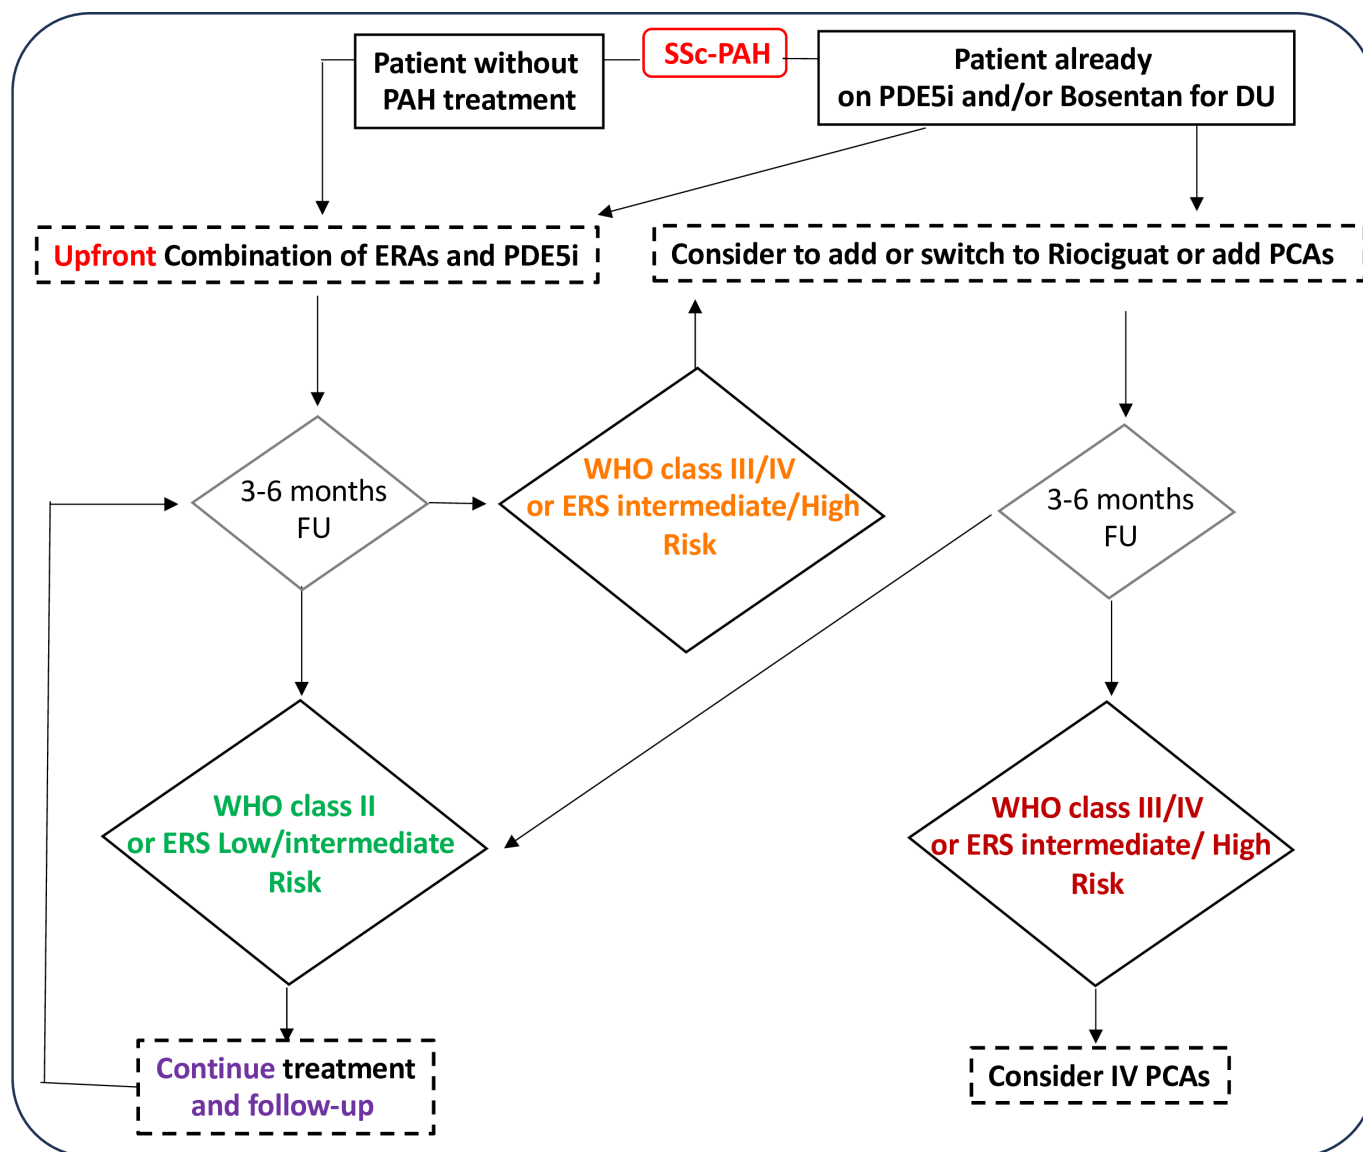 Patient without
PAH treatment
SSc-PAH
Patient already
on PDE5i and/or Bosentan for DU
Upfront Combination of ERAs and PDE5i
Consider to add or switch to Riociguat or add PCAs
3-6 months
FU
WHO class III/IV
or ERS intermediate/High
Risk
3-6 months
FU
WHO class II
or ERS Low/intermediate
Risk
WHO class III/IV
or ERS intermediate/ High
Risk
Continue treatment
and follow-up
Consider IV PCAs